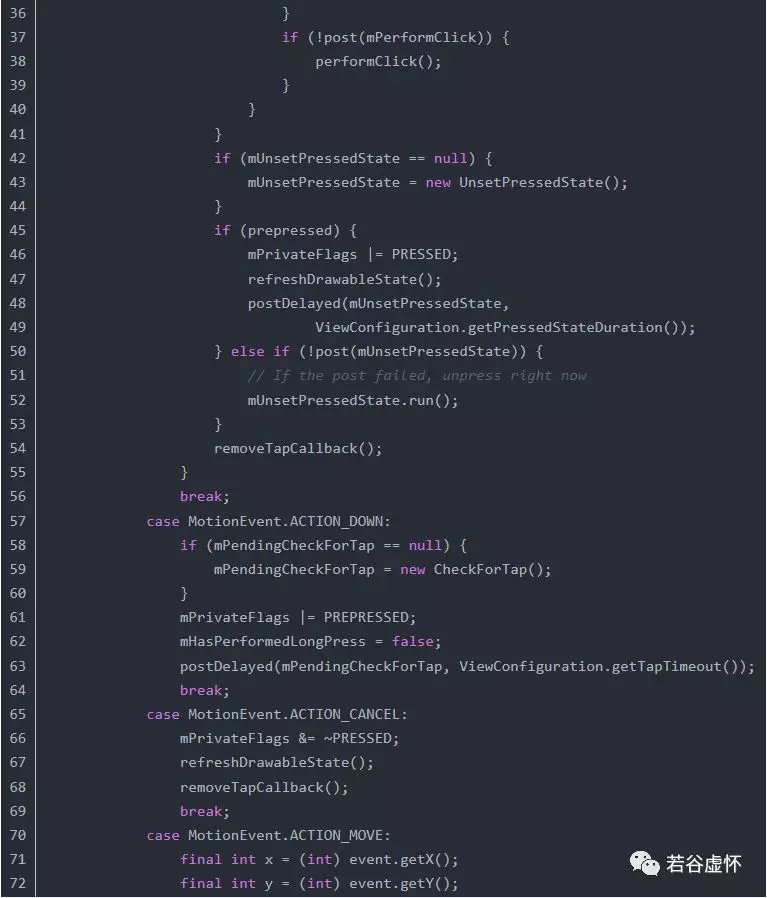 36                             }
37                             if (!post(mPerformClick)) {
38                                 performClick();
39                             }
40                         }
41                     }
42                     if (mUnsetPressedState == null) {
43                         mUnsetPressedState = new UnsetPressedState();
44                     }
45                     if (prepressed) {
46                         mPrivateFlags |= PRESSED;
47                         refreshDrawableState();
48                         postDelayed(mUnsetPressedState,
49                                 ViewConfiguration.getPressedStateDuration());
50                     } else if (!post(mUnsetPressedState)) {
51                         // If the post failed, unpress right now
52                         mUnsetPressedState.run();
53                     }
54                     removeTapCallback();
55                 }
56                 break;
57             case MotionEvent.ACTION_DOWN:
58                 if (mPendingCheckForTap == null) {
59                     mPendingCheckForTap = new CheckForTap();
60                 }
61                 mPrivateFlags |= PREPRESSED;
62                 mHasPerformedLongPress = false;
63                 postDelayed(mPendingCheckForTap, ViewConfiguration.getTapTimeout());
64                 break;
65             case MotionEvent.ACTION_CANCEL:
66                 mPrivateFlags &= ~PRESSED;
67                 refreshDrawableState();
68                 removeTapCallback();
69                 break;
70             case MotionEvent.ACTION_MOVE:
71                 final int x = (int) event.getX();
72                 final int y = (int) event.getY();
若谷虚怀